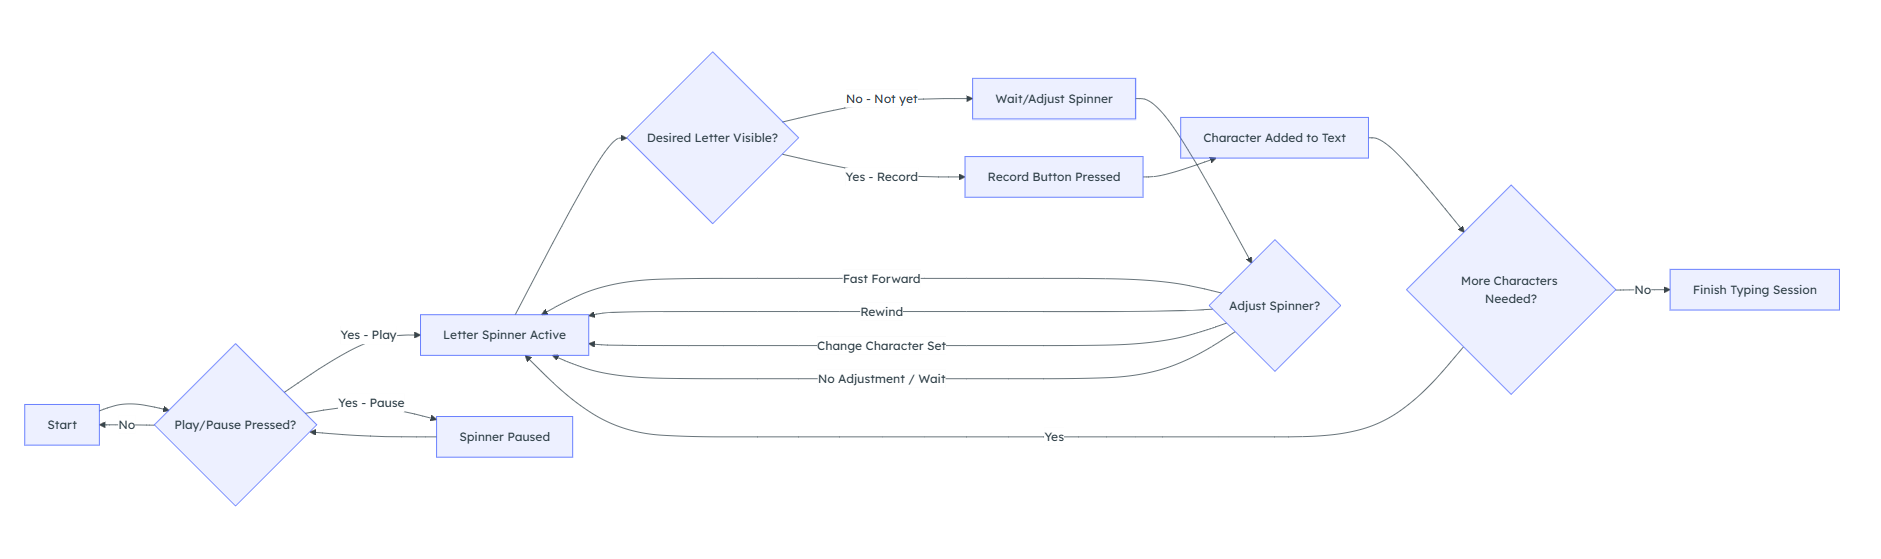 Start
No
Play/Pause Pressed?
Yes - Play
Yes - Pause
Spinner Paused
Letter Spinner Active
Desired Letter Visible?
No - Not yet
Yes - Record
Wait/Adjust Spinner
Record Button Pressed
Character Added to Text
Fast Forward
Rewind
Change Character Set
No Adjustment / Wait
Yes
Adjust Spinner?
More Characters
Needed?
No
Finish Typing Session